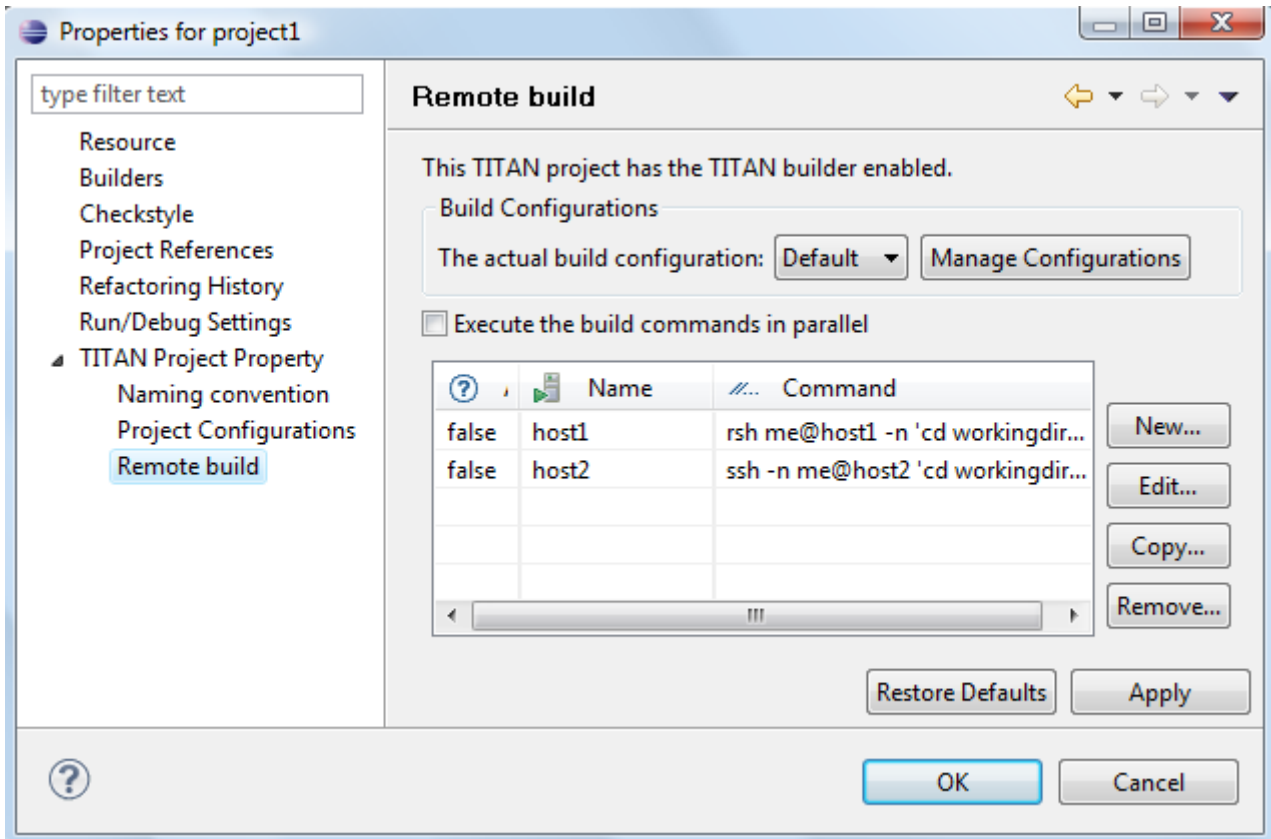 Properties for project1
type filter text
Resource
Builders
Checkstyle
Project References
Refactoring History
Run/Debug Settings
TITAN Project Property
Naming convention
Project Configurations
Remote build
Remote build
This TITAN project has the TITAN builder enabled.
Build Configurations
The actual build configuration: Default Manage Configurations
Execute the build commands in parallel
Name //... Command
false host1 rsh me@host1 -n 'cd workingdir...
false host2 ssh -n me@host2 'cd workingdir...
New...
Edit...
Copy...
Remove...
Restore Defaults Apply
OK Cancel